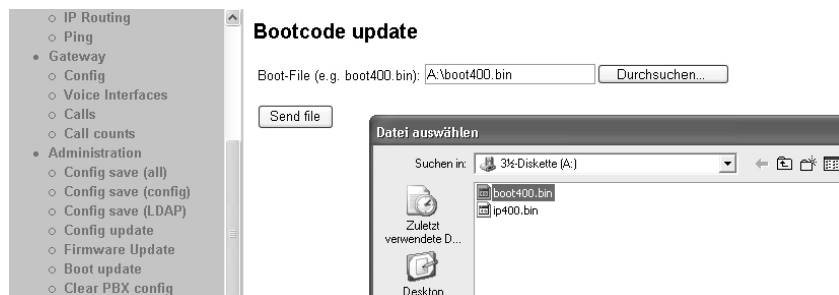 IP Routing
Ping
Gateway
Config
Voice Interfaces
Calls
Call counts
Administration
Config save (all)
Config save (config)
Config save (LDAP)
Config update
Firmware Update
Boot update
Clear PBX config
Bootcode update
Boot-File (e.g. boot400.bin): A:\boot400.bin Durchsuchen...
Send file
Datei auswählen
Suchen in: 3½-Diskette (A:)
boot400.bin
ip400.bin
Zuletzt
verwendete D...
Desktop